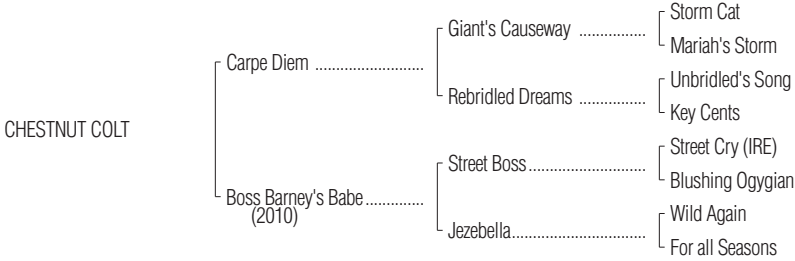 Storm Cat
Giant's Causeway ................
Mariah's Storm
Carpe Diem ..........................
Unbridled's Song
Rebridled Dreams ................
Key Cents
CHESTNUT COLT
Street Cry (IRE)
Street Boss............................
Blushing Ogygian
Boss Barney's Babe ..............
(2010)
Wild Again
Jezebella................................
For all Seasons